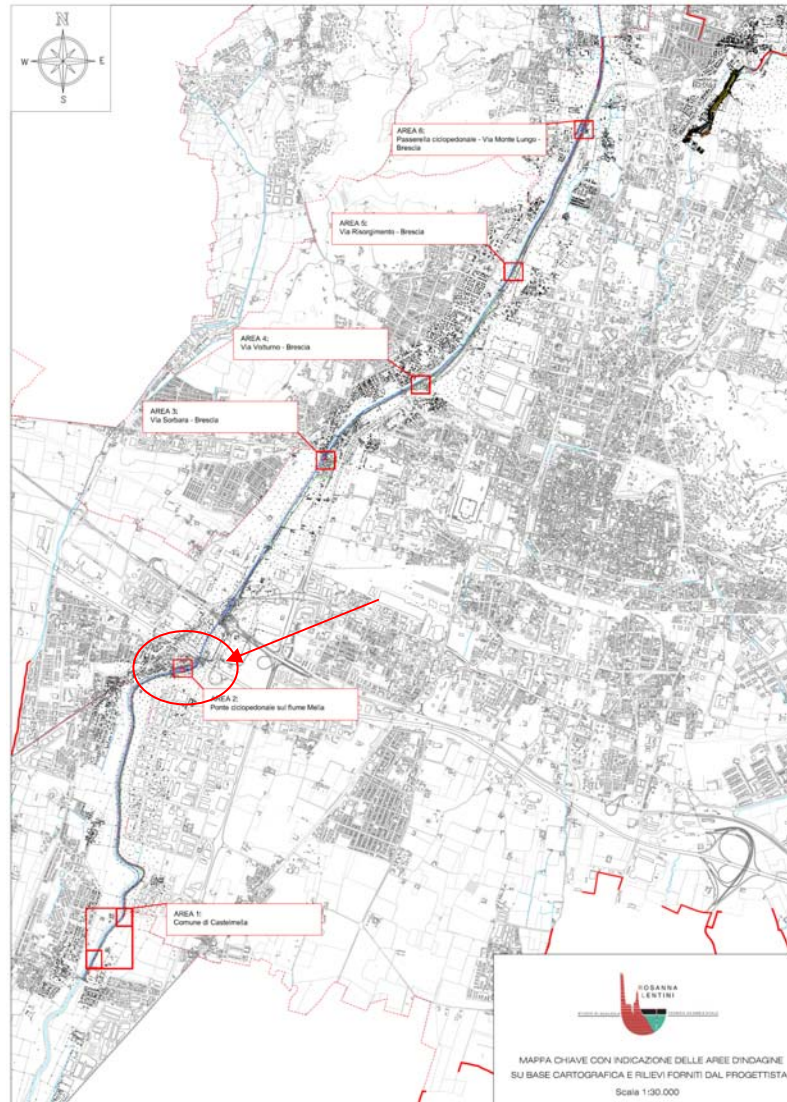 N
W E
S
AREA 6:
Passerella ciclopedonale - Via Monte Lungo -
Brescia
AREA 5:
Via Risorgimento - Brescia
AREA 4:
Via Volturno - Brescia
AREA 3:
Via Sorbara - Brescia
AREA 2:
Ponte ciclopedonale sul fiume Mella
AREA 1:
Comune di Castelmella
ROSANNA
LENTINI
MAPPA CHIAVE CON INDICAZIONE DELLE AREE D'INDAGINE
SU BASE CARTOGRAFICA E RILIEVI FORNITI DAL PROGETTISTA
Scala 1:30.000